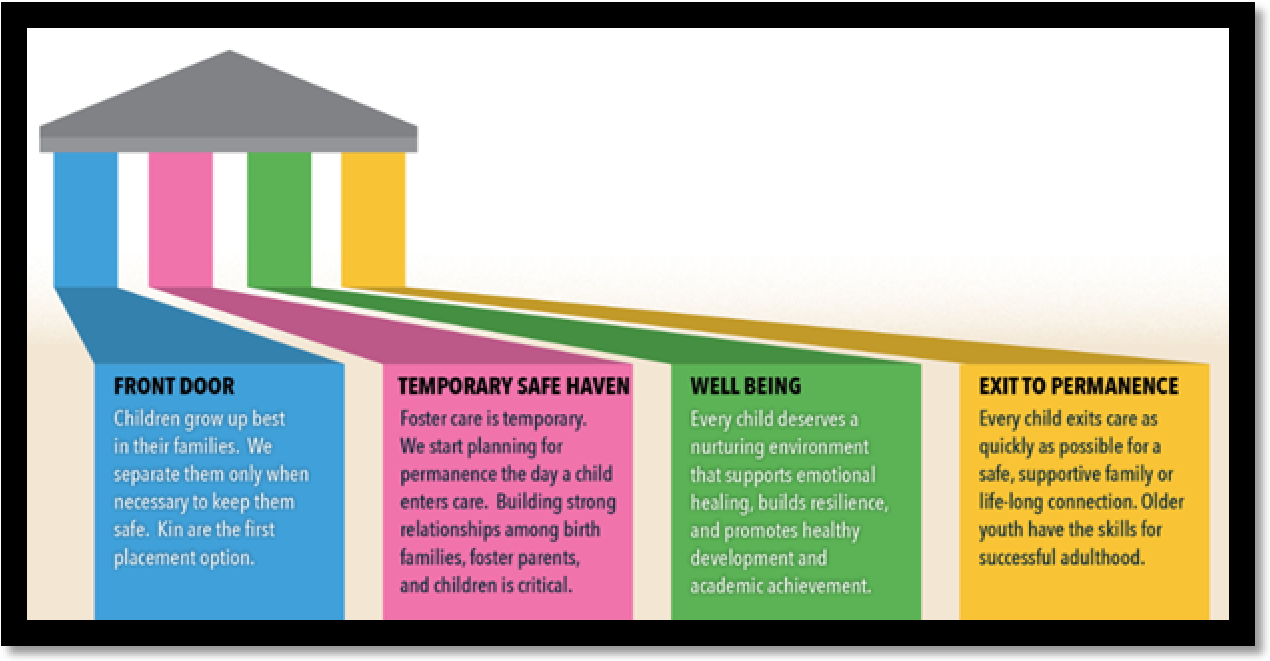 FRONT DOOR
Children grow up best
in their families.  We
separate them only when
necessary to keep them
safe.  Kin are the first
placement option.
TEMPORARY SAFE HAVEN
Foster care is temporary.
We start planning for
permanence the day a child
enters care.  Building strong
relationships among birth
families, foster parents,
and children is critical.
WELL BEING
Every child deserves a
nurturing environment
that supports emotional
healing, builds resilience,
and promotes healthy
development and
academic achievement.
EXIT TO PERMANENCE
Every child exits care as
quickly as possible for a
safe, supportive family or
life-long connection. Older
youth have the skills for
successful adulthood.